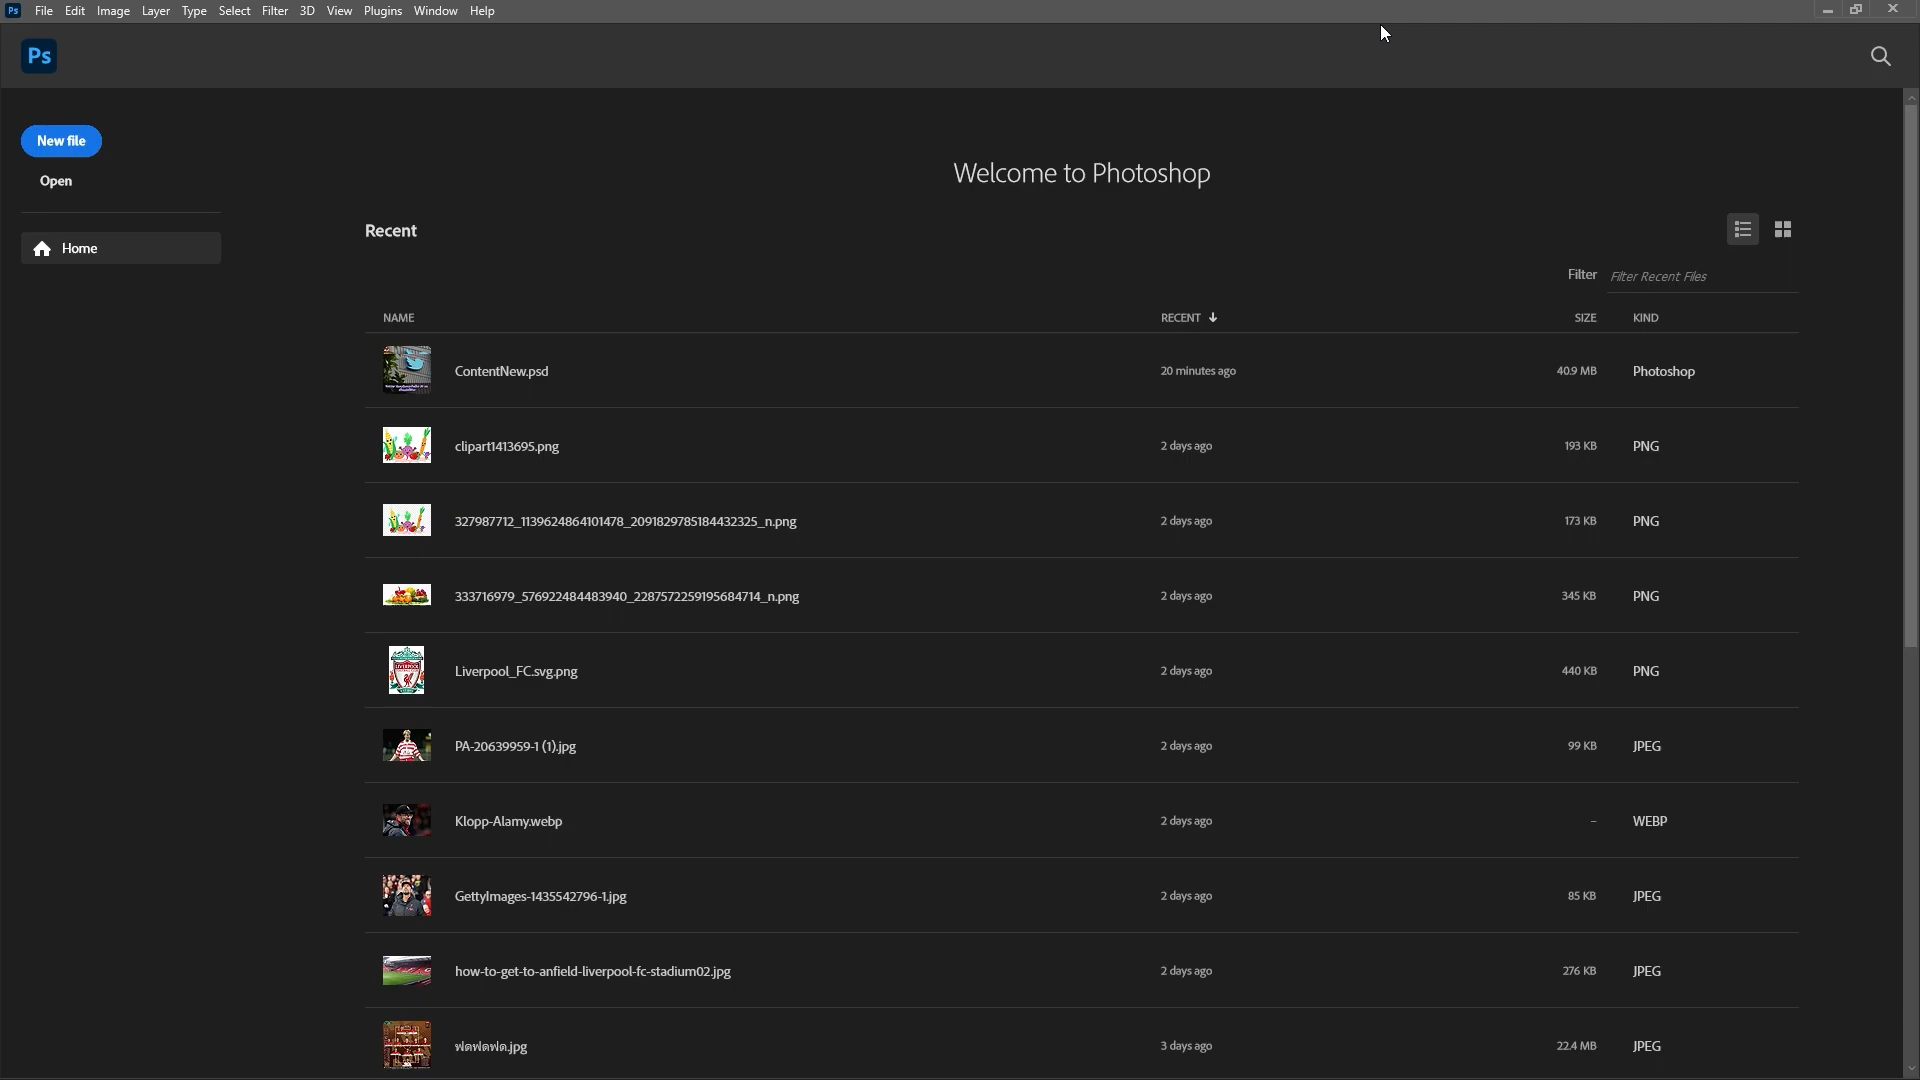 Ps File Edit Image Layer Type Select Filter 3D View Plugins Window Help
Ps
New file
Open
Home
Welcome to Photoshop
Recent
Filter Filter Recent Files
NAME RECENT SIZE KIND
ContentNew.psd 20 minutes ago 40.9 MB Photoshop
clipart1413695.png 2 days ago 193 KB PNG
327987712_1139624864101478_2091829785184432325_n.png 2 days ago 173 KB PNG
333716979_576922484483940_2287572259195684714_n.png 2 days ago 345 KB PNG
Liverpool_FC.svg.png 2 days ago 440 KB PNG
PA-20639959-1 (1).jpg 2 days ago 99 KB JPEG
Klopp-Alamy.webp 2 days ago – WEBP
GettyImages-1435542796-1.jpg 2 days ago 85 KB JPEG
how-to-get-to-anfield-liverpool-fc-stadium02.jpg 2 days ago 276 KB JPEG
ฟดฟดฟด.jpg 3 days ago 22.4 MB JPEG